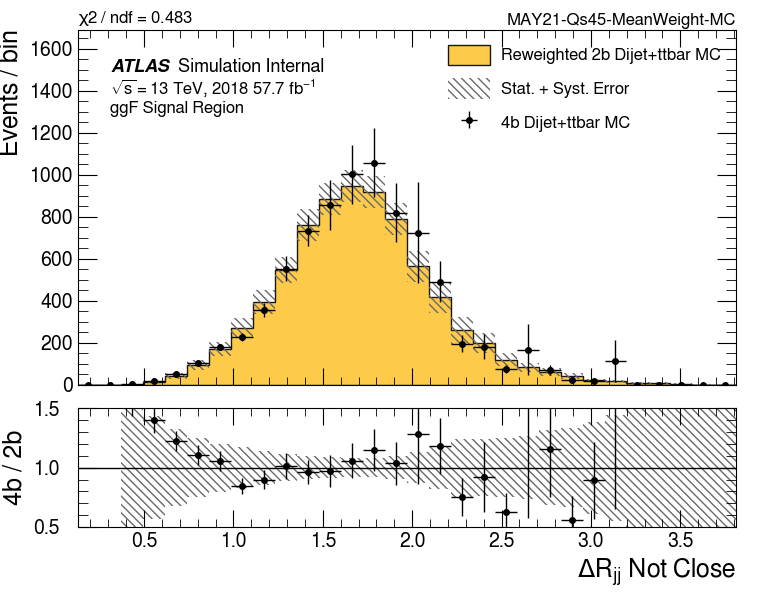 χ2 / ndf = 0.483
MAY21-Qs45-MeanWeight-MC
Events / bin
1600
1400
1200
1000
800
600
400
200
0
ATLAS Simulation Internal
√s = 13 TeV, 2018 57.7 fb⁻¹
ggF Signal Region
Reweighted 2b Dijet+ttbar MC
Stat. + Syst. Error
4b Dijet+ttbar MC
4b / 2b
1.5
1.0
0.5
0.5 1.0 1.5 2.0 2.5 3.0 3.5
ΔRjj Not Close